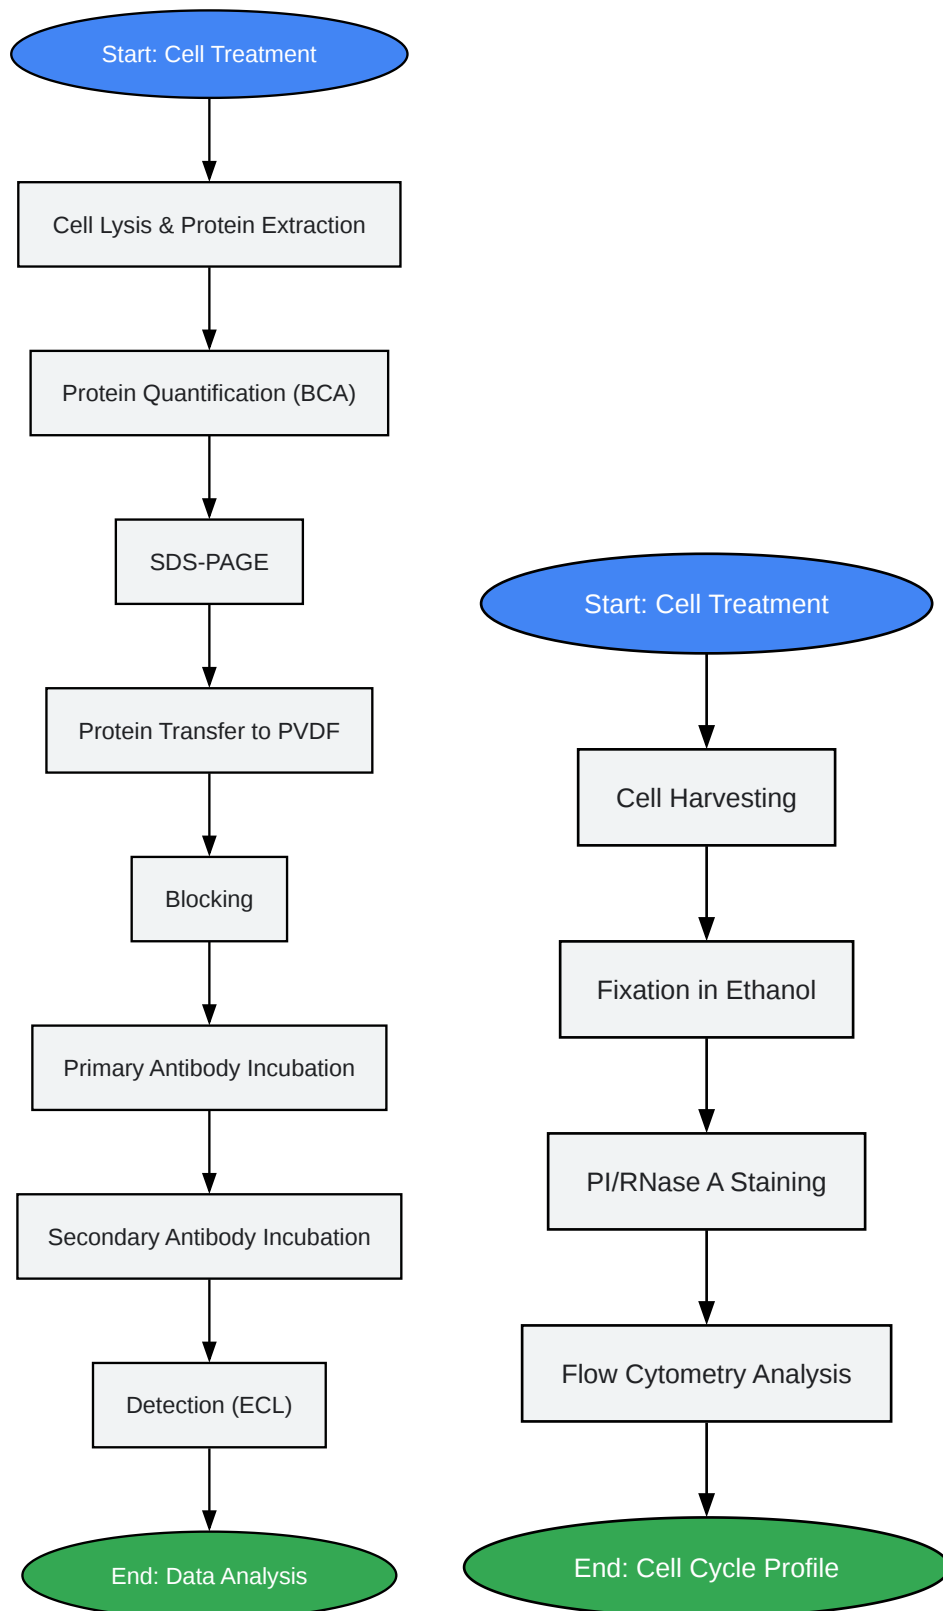 Start: Cell Treatment
Cell Lysis & Protein Extraction
Protein Quantification (BCA)
SDS-PAGE
Protein Transfer to PVDF
Blocking
Primary Antibody Incubation
Secondary Antibody Incubation
Detection (ECL)
End: Data Analysis
Start: Cell Treatment
Cell Harvesting
Fixation in Ethanol
PI/RNase A Staining
Flow Cytometry Analysis
End: Cell Cycle Profile